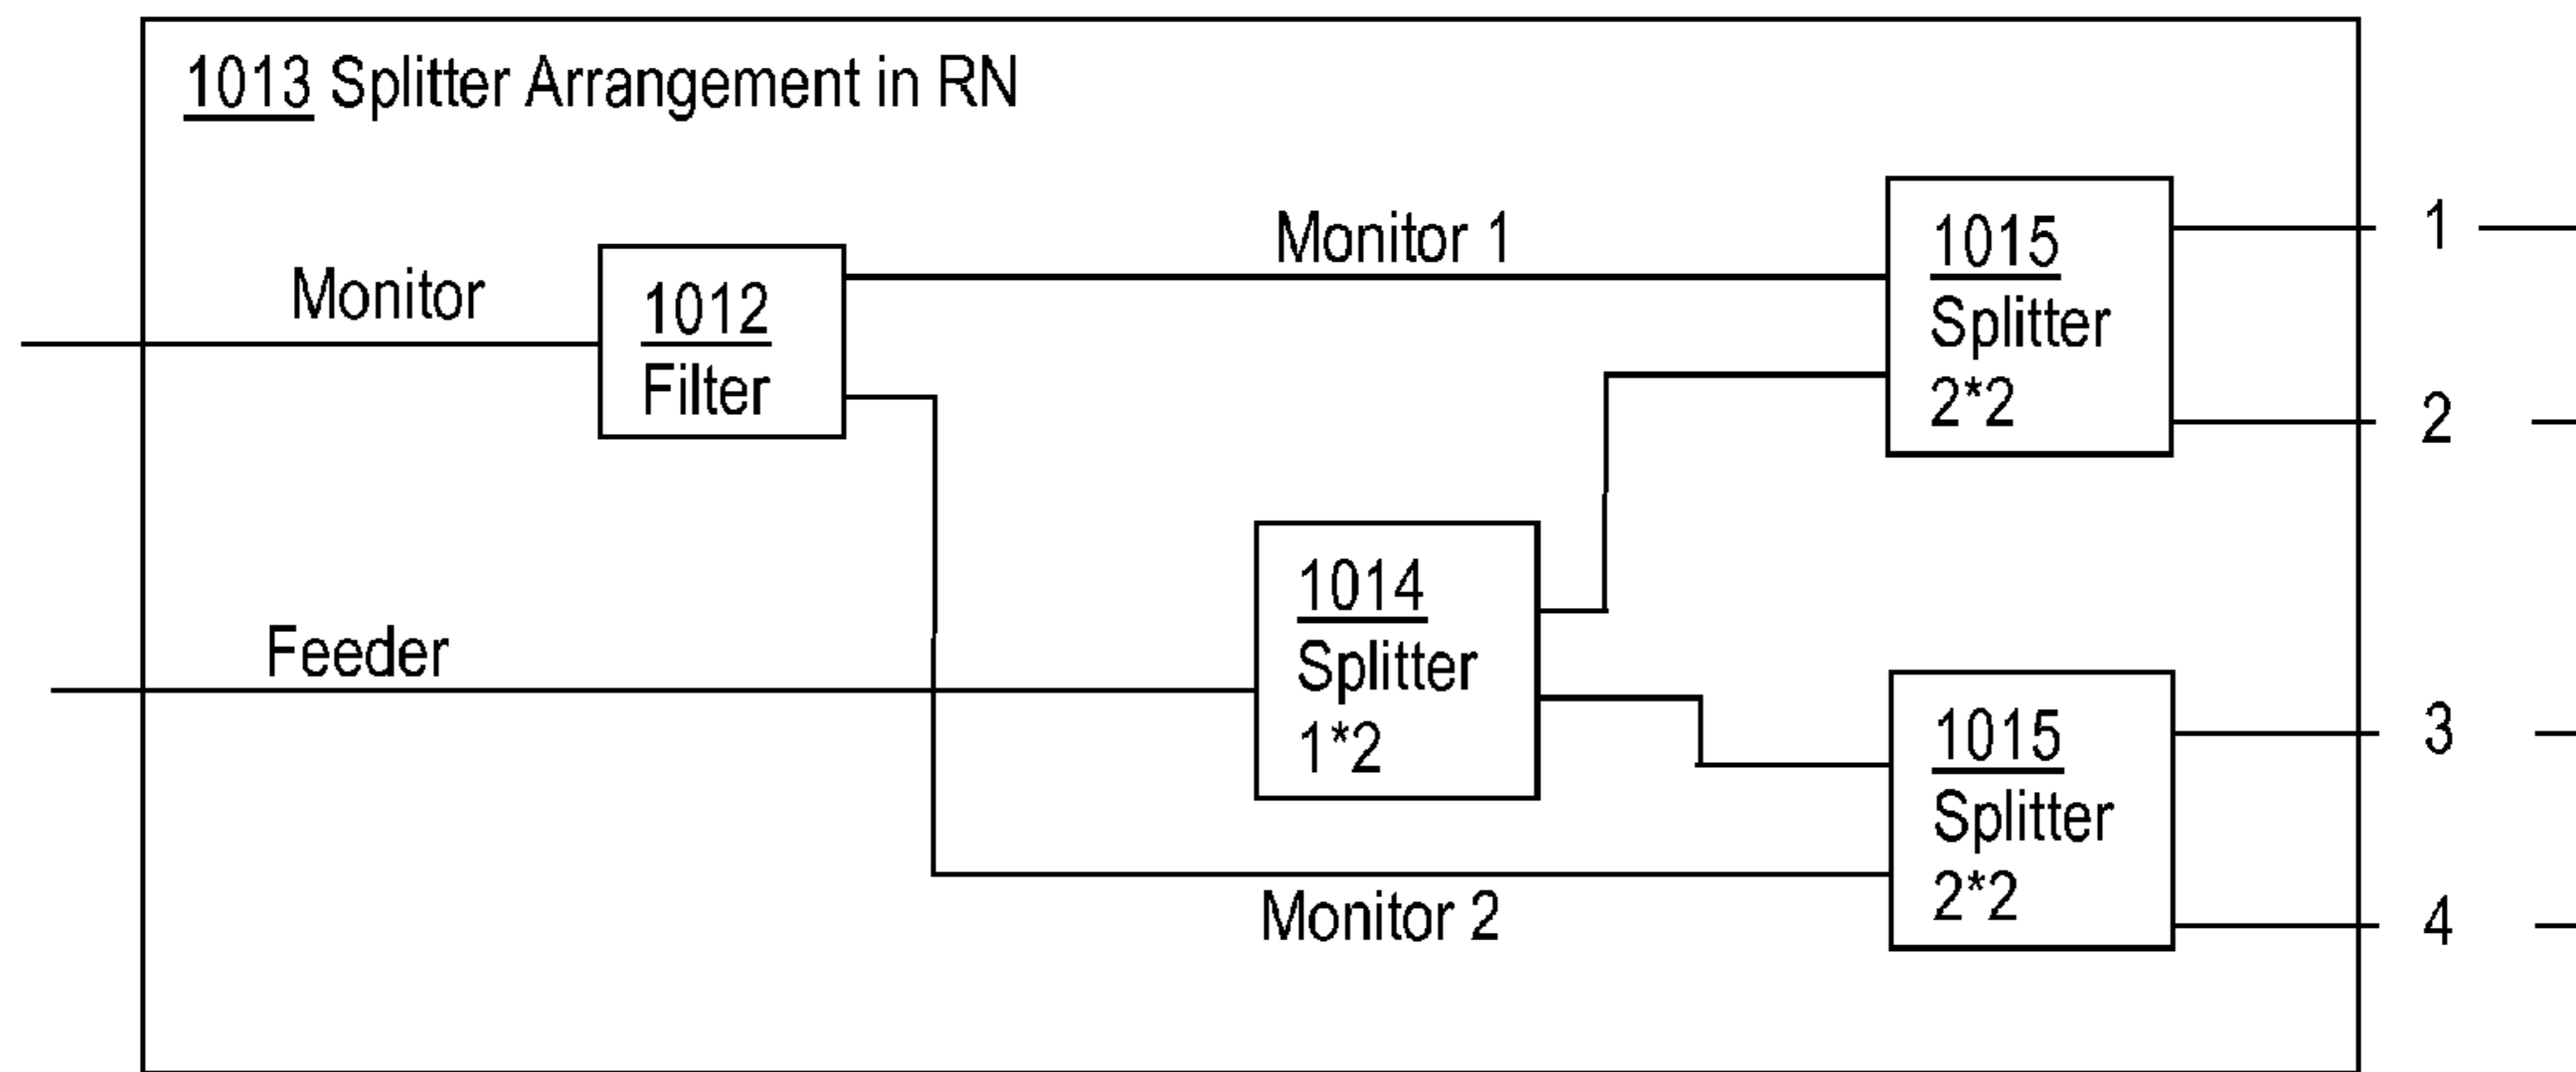 1013 Splitter Arrangement in RN
Monitor
1012
Filter
Monitor 1
1015
Splitter
2*2
1
2
Feeder
1014
Splitter
1*2
1015
Splitter
2*2
3
4
Monitor 2